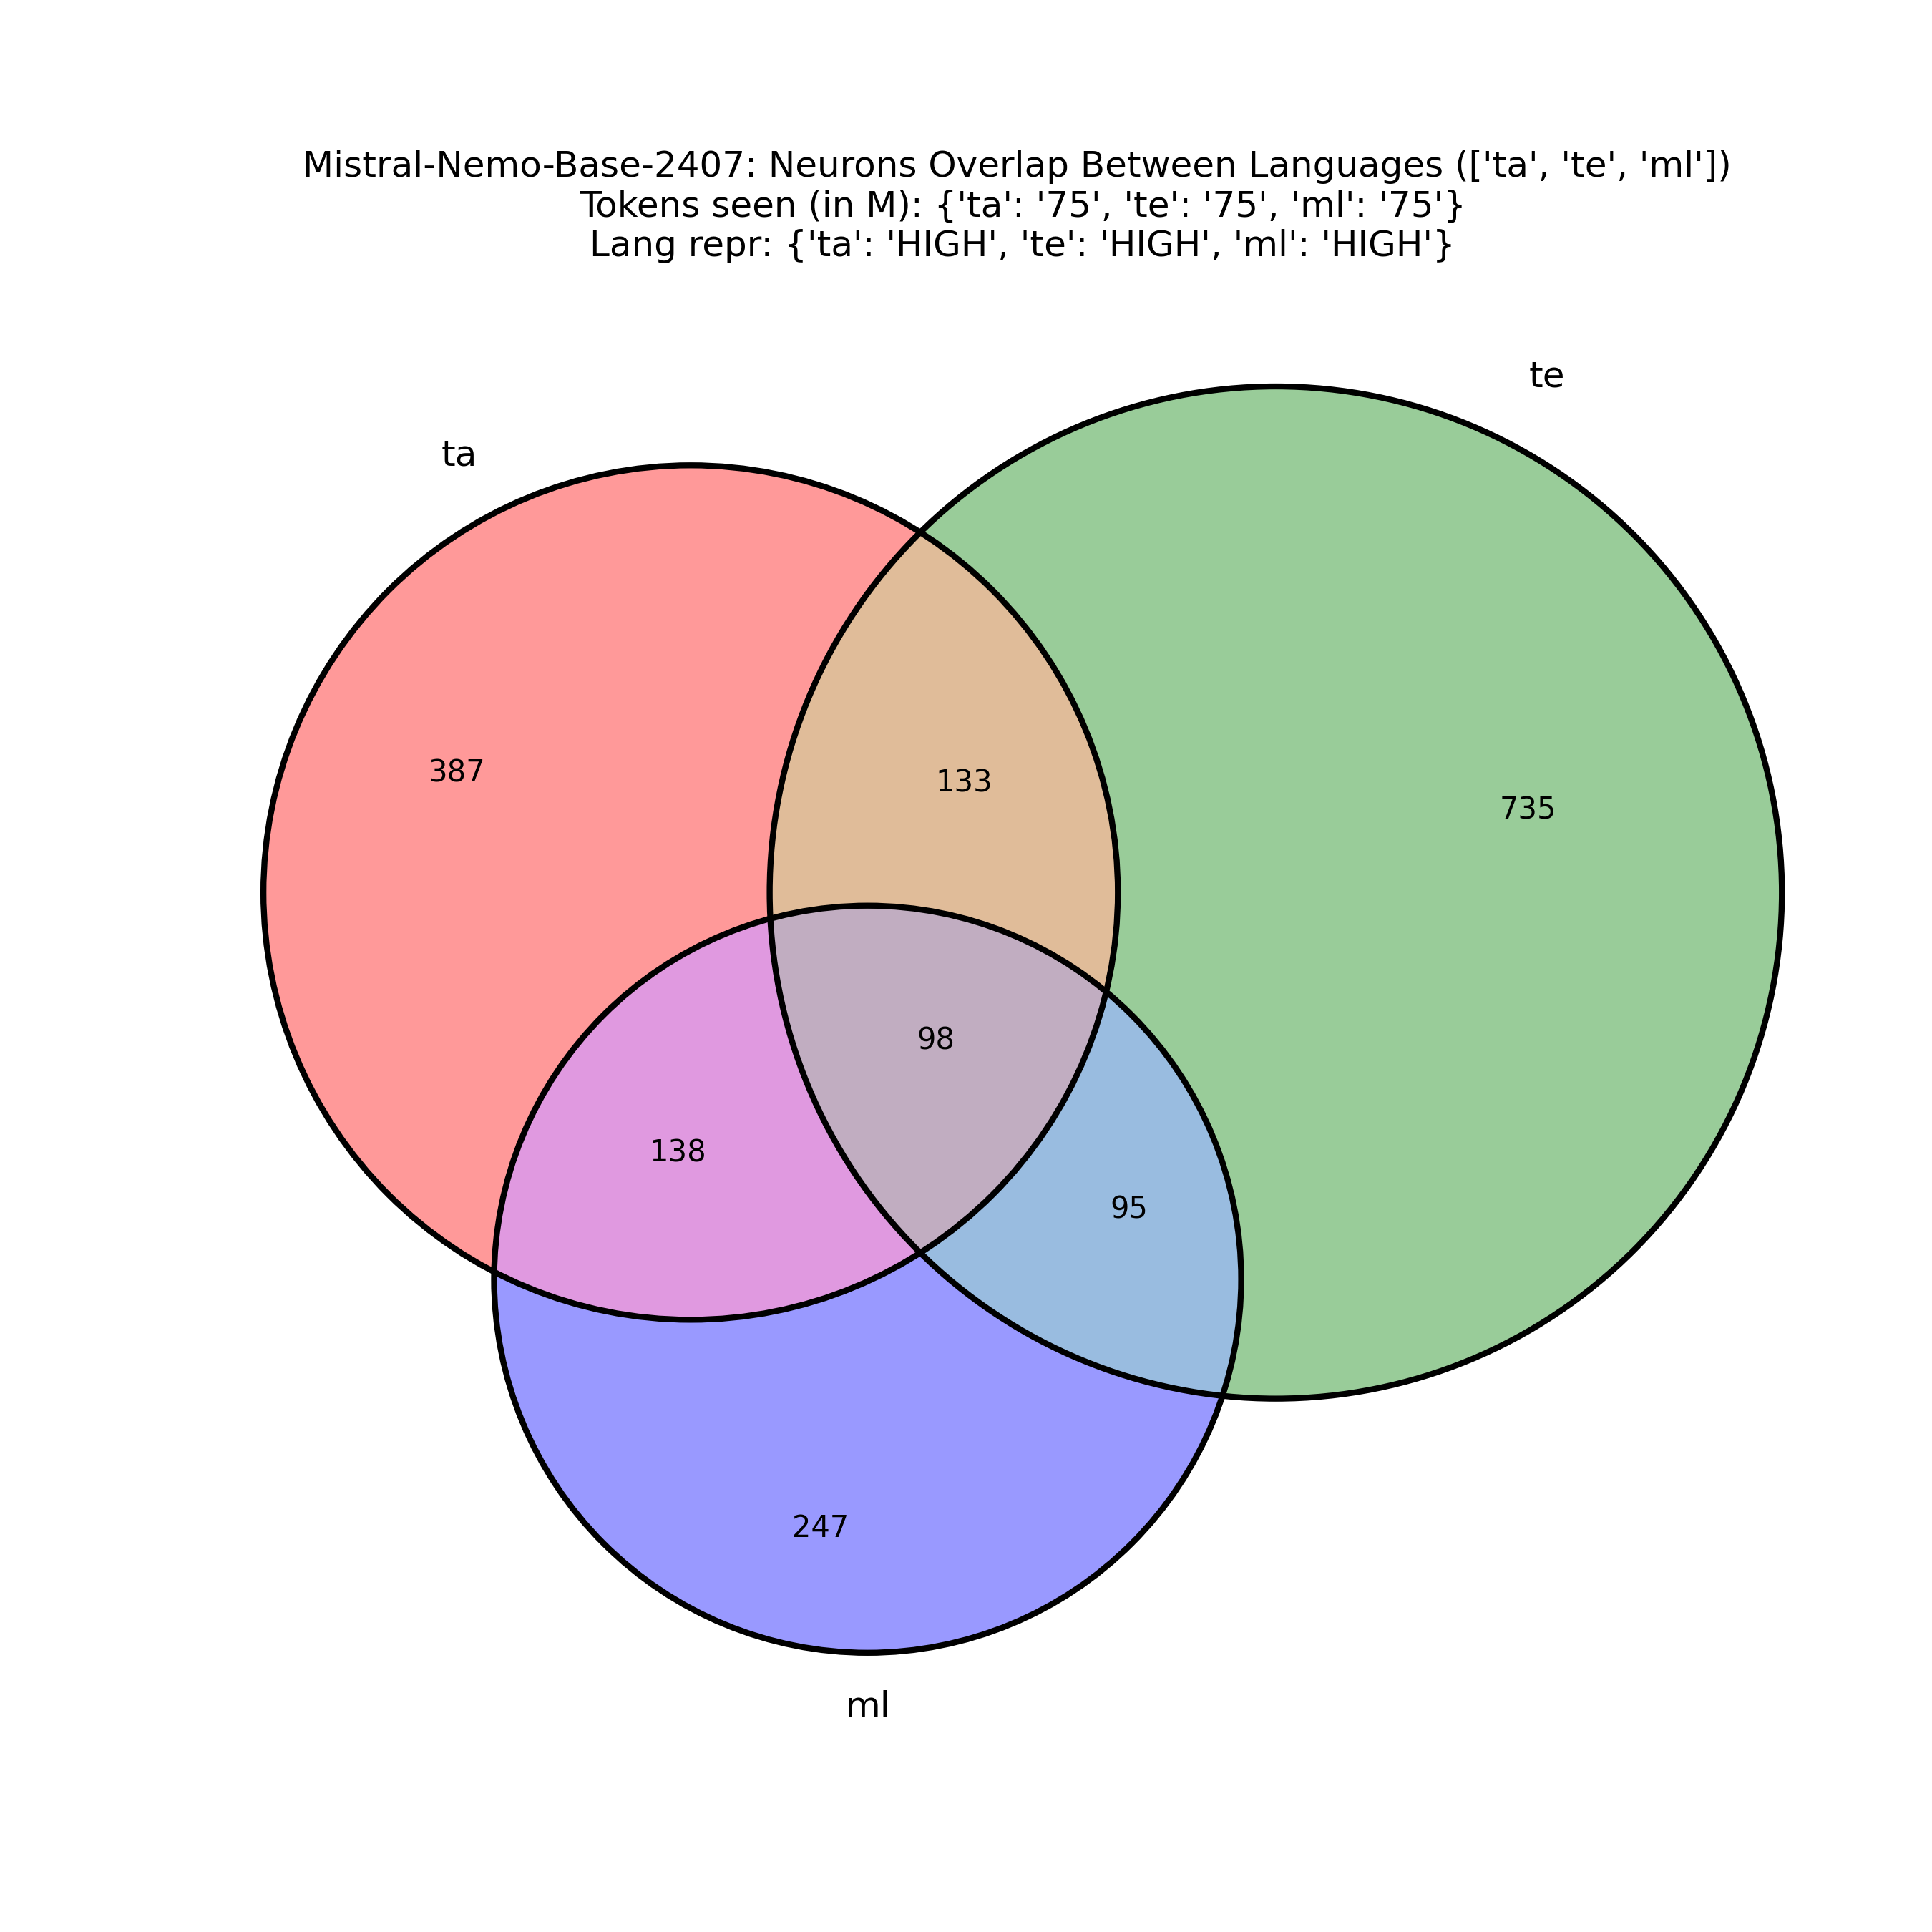 Mistral-Nemo-Base-2407: Neurons Overlap Between Languages (['ta', 'te', 'ml'])
Tokens seen (in M): {'ta': '75', 'te': '75', 'ml': '75'}
Lang repr: {'ta': 'HIGH', 'te': 'HIGH', 'ml': 'HIGH'}
te
ta
387
133
735
98
138
95
247
ml